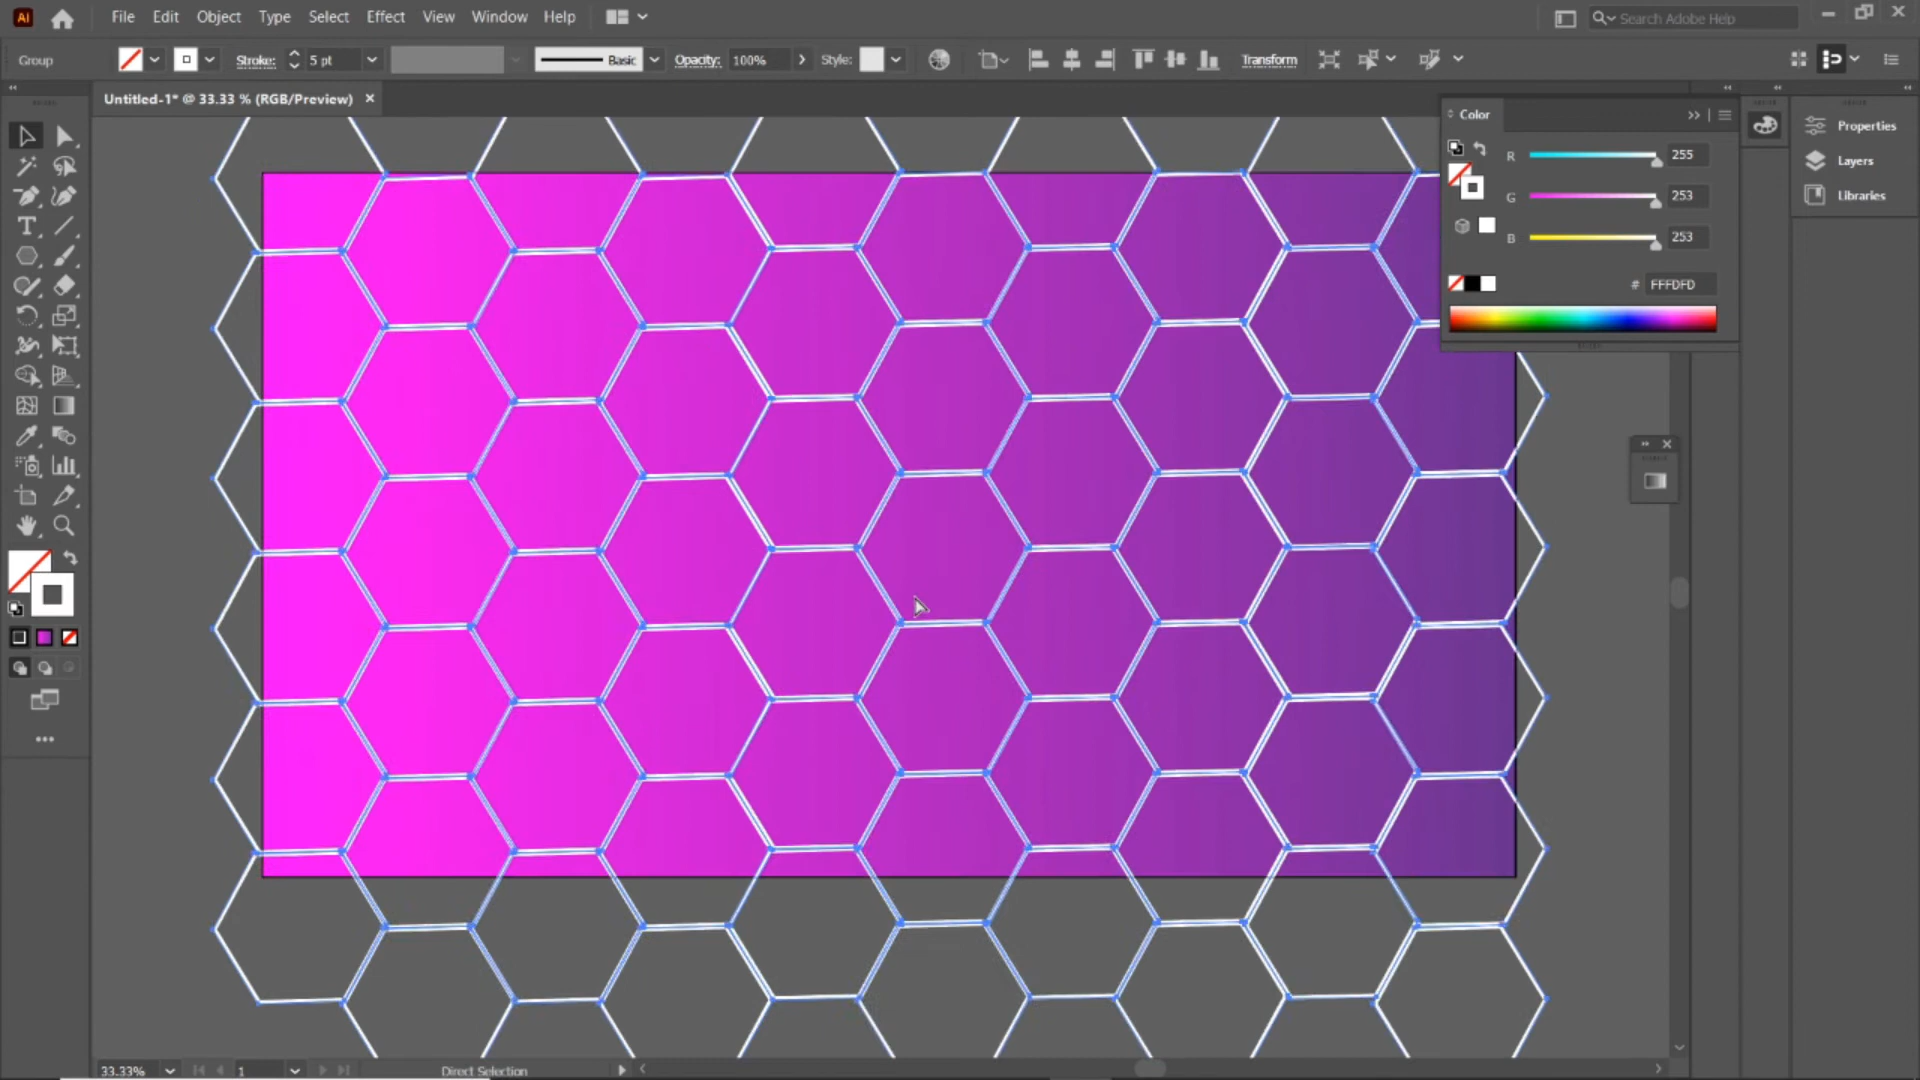 Ai File Edit Object Type Select Effect View Window Help Search Adobe Help
Group Stroke: 5 pt Basic Opacity: 100% Style: Transform
Untitled-1* @ 33.33 % (RGB/Preview) ×
Color
R 255
G 253
B 253
# FFFDFD
Properties
Layers
Libraries
33.33% 1 Direct Selection